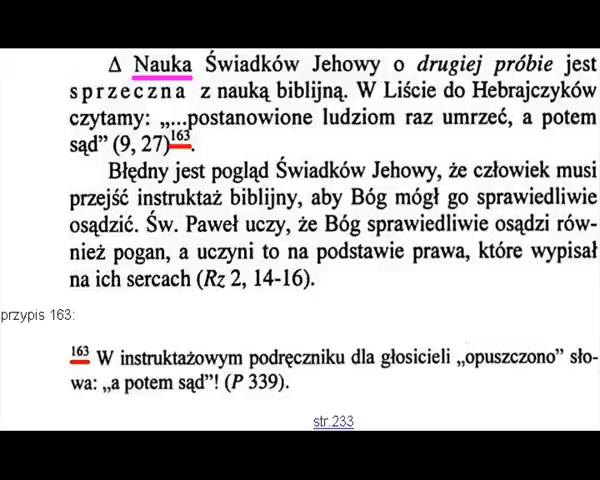 Δ Nauka Świadków Jehowy o drugiej próbie jest
sprzeczna z nauką biblijną. W Liście do Hebrajczyków
czytamy: „...postanowione ludziom raz umrzeć, a potem
sąd” (9, 27)163.
Błędny jest pogląd Świadków Jehowy, że człowiek musi
przejść instruktaż biblijny, aby Bóg mógł go sprawiedliwie
osądzić. Św. Paweł uczy, że Bóg sprawiedliwie osądzi rów-
nież pogan, a uczyni to na podstawie prawa, które wypisał
na ich sercach (Rz 2, 14-16).
przypis 163:
163 W instruktażowym podręczniku dla głosicieli „opuszczono” sło-
wa: „a potem sąd”! (P 339).
str.233